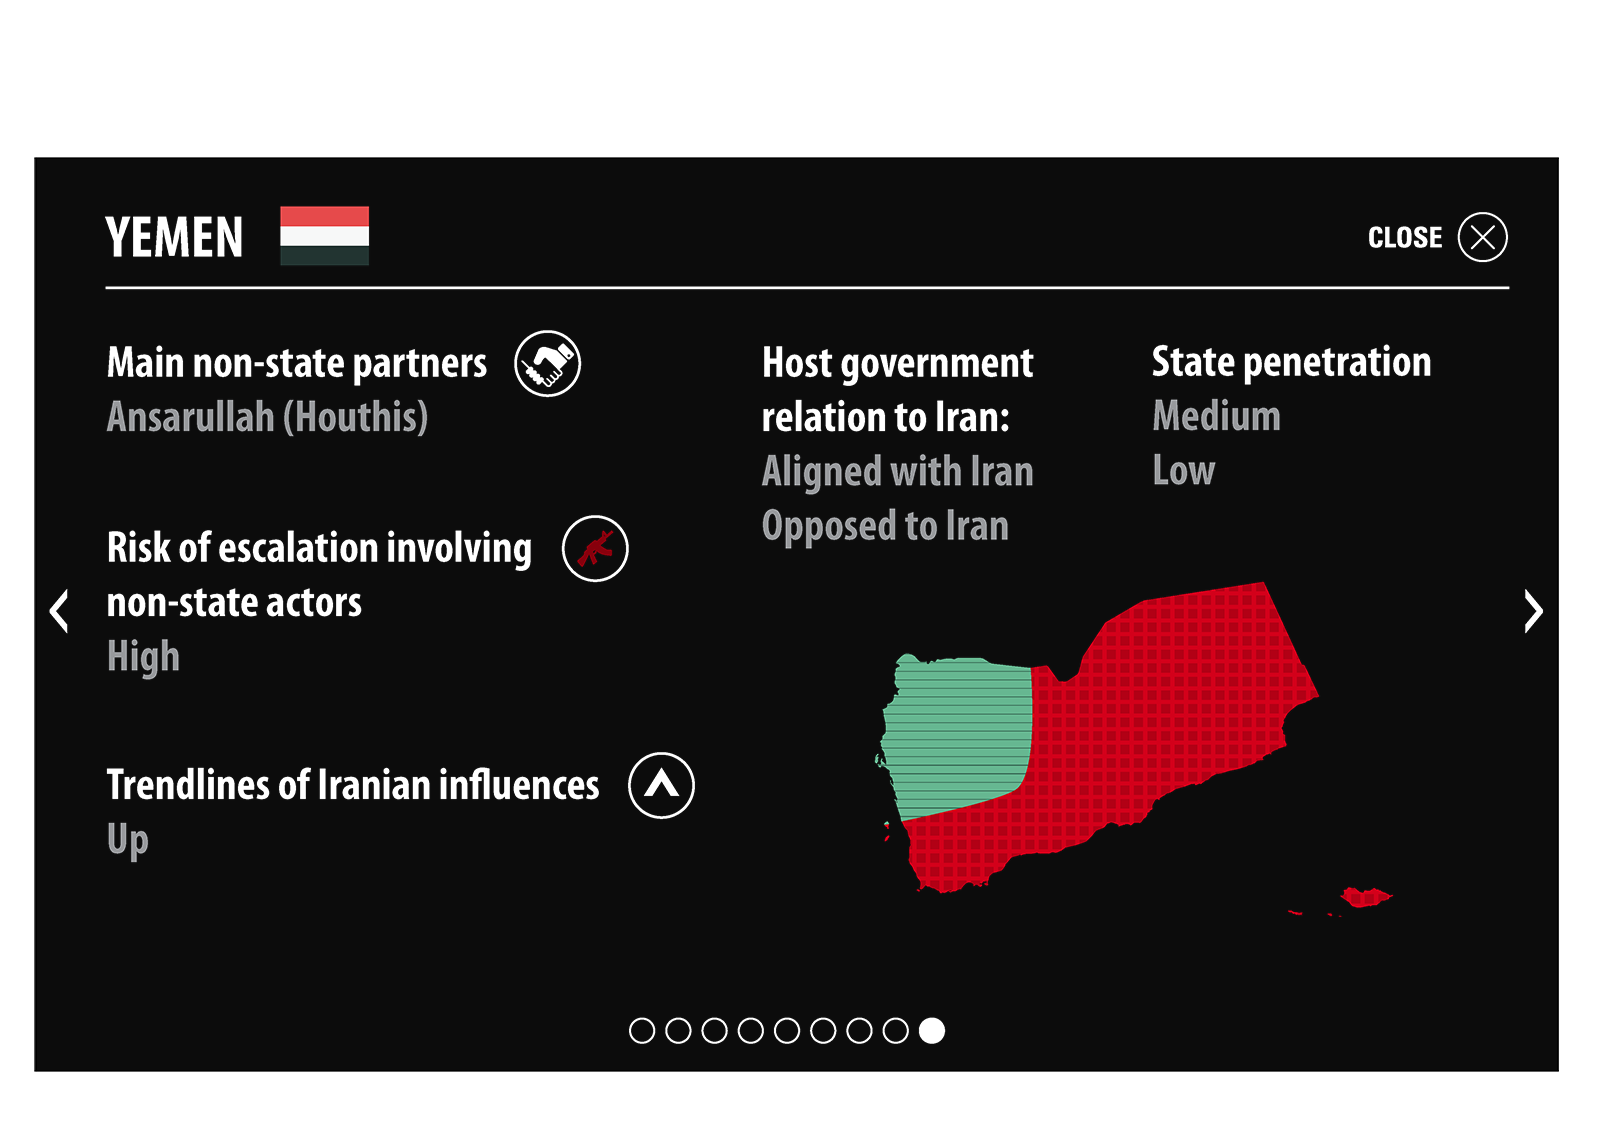 YEMEN
CLOSE
Main non-state partners
Ansarullah (Houthis)
Risk of escalation involving
non-state actors
High
Trendlines of Iranian influences
Up
Host government
relation to Iran:
Aligned with Iran
Opposed to Iran
State penetration
Medium
Low